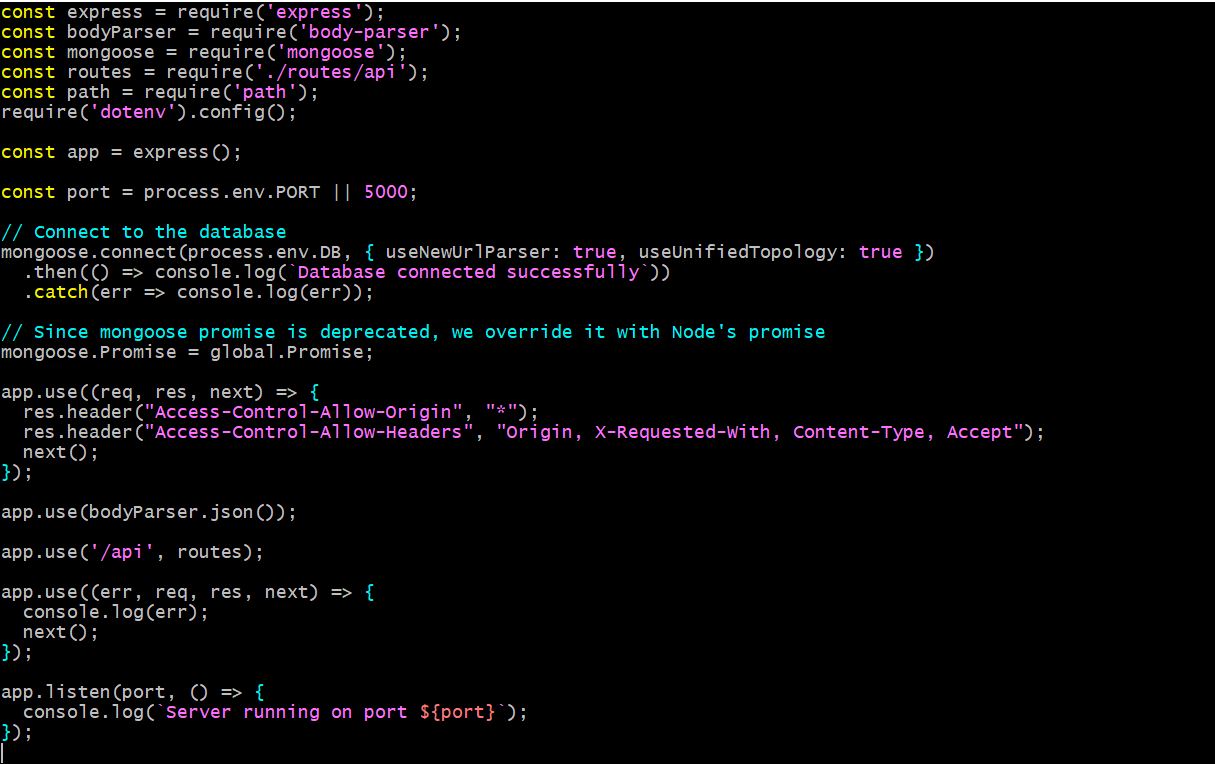 const express = require('express');
const bodyParser = require('body-parser');
const mongoose = require('mongoose');
const routes = require('./routes/api');
const path = require('path');
require('dotenv').config();

const app = express();

const port = process.env.PORT || 5000;

// Connect to the database
mongoose.connect(process.env.DB, { useNewUrlParser: true, useUnifiedTopology: true })
  .then(() => console.log(`Database connected successfully`))
  .catch(err => console.log(err));

// Since mongoose promise is deprecated, we override it with Node's promise
mongoose.Promise = global.Promise;

app.use((req, res, next) => {
  res.header("Access-Control-Allow-Origin", "*");
  res.header("Access-Control-Allow-Headers", "Origin, X-Requested-With, Content-Type, Accept");
  next();
});

app.use(bodyParser.json());

app.use('/api', routes);

app.use((err, req, res, next) => {
  console.log(err);
  next();
});

app.listen(port, () => {
  console.log(`Server running on port ${port}`);
});